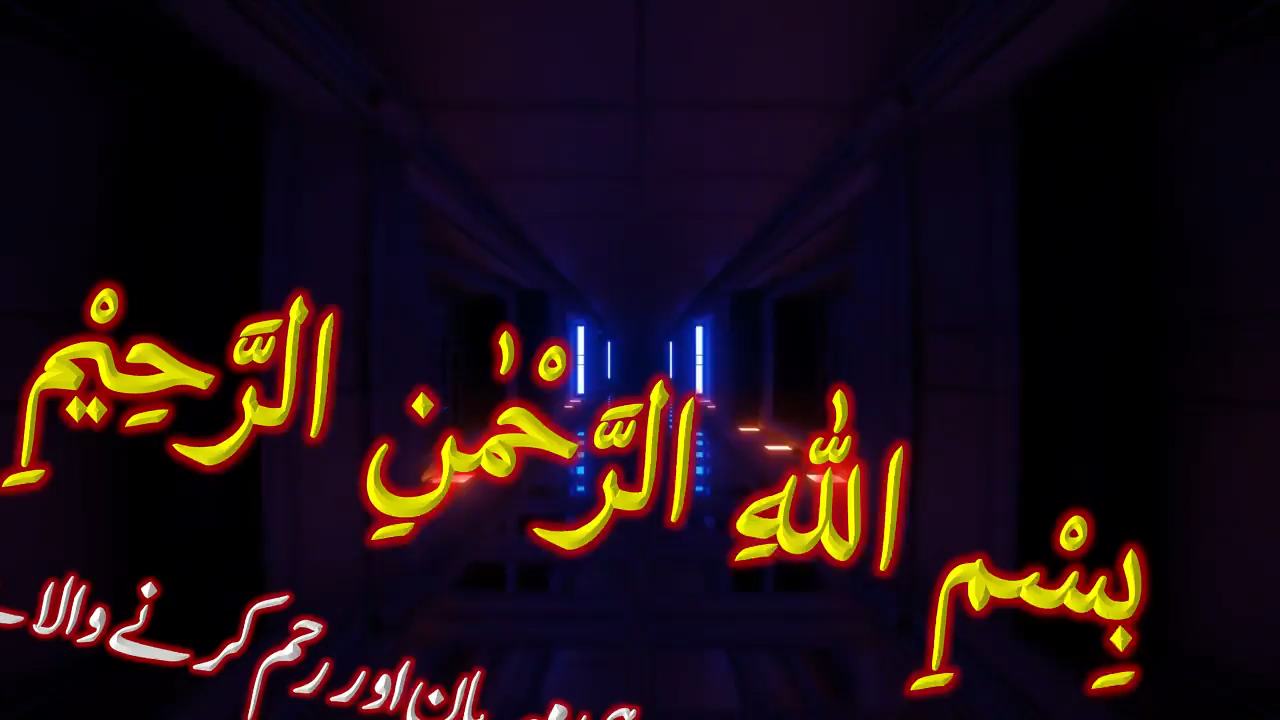 بِسْمِ اللّٰهِ الرَّحْمٰنِ الرَّحِيْمِ
اور رحم کرنے والا